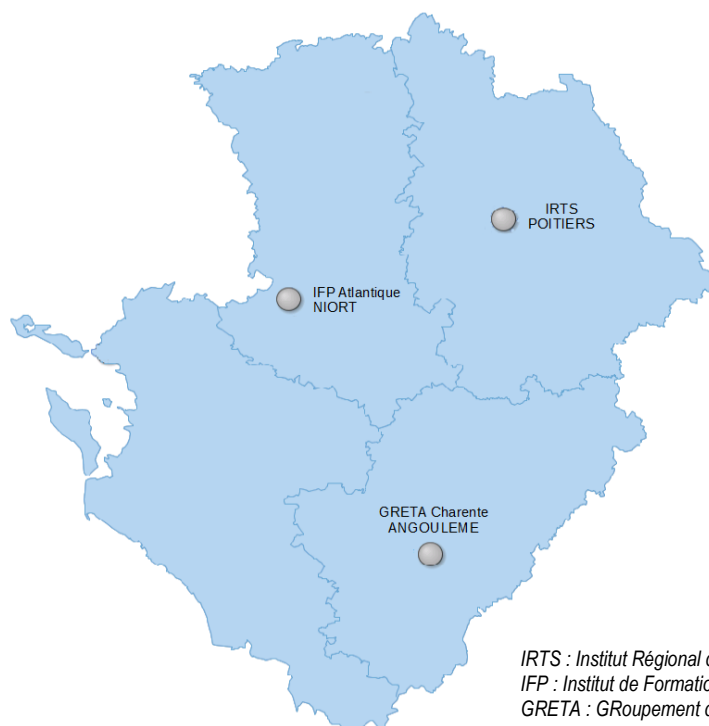 IRTS
POITIERS
IFP Atlantique
NIORT
GRETA Charente
ANGOULEME
IRTS : Institut Régional
IFP : Institut de Formatio
GRETA : GRoupement